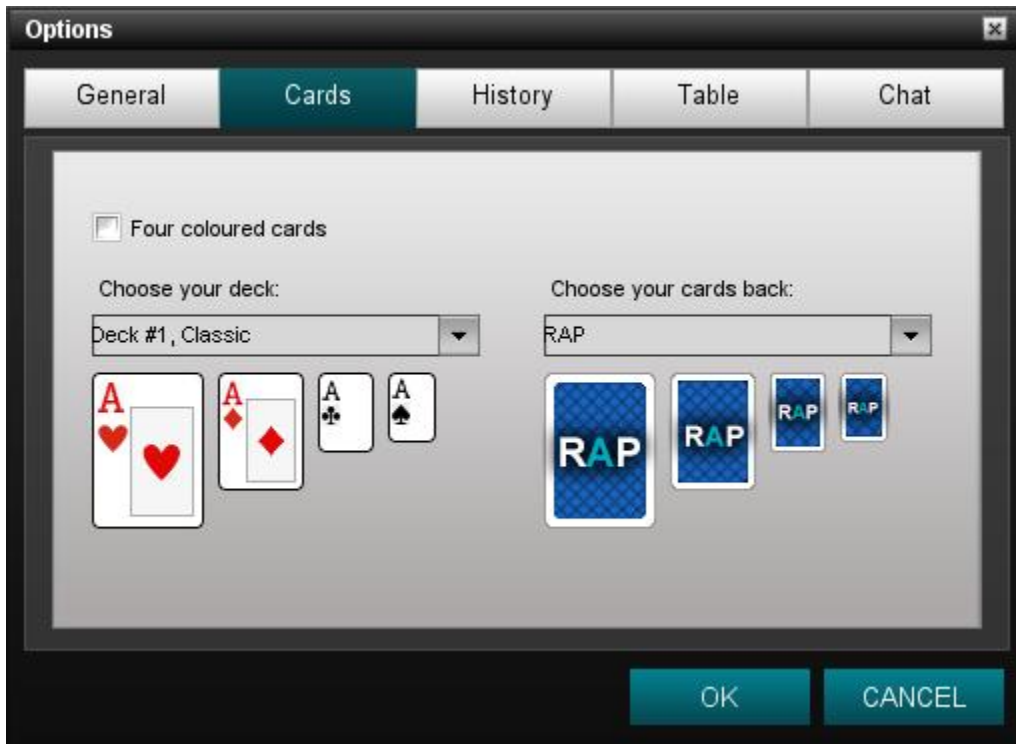 Options
General Cards History Table Chat
Four coloured cards
Choose your deck: Choose your cards back:
Deck #1, Classic RAP
A A A A RAP RAP RAP RAP
OK CANCEL